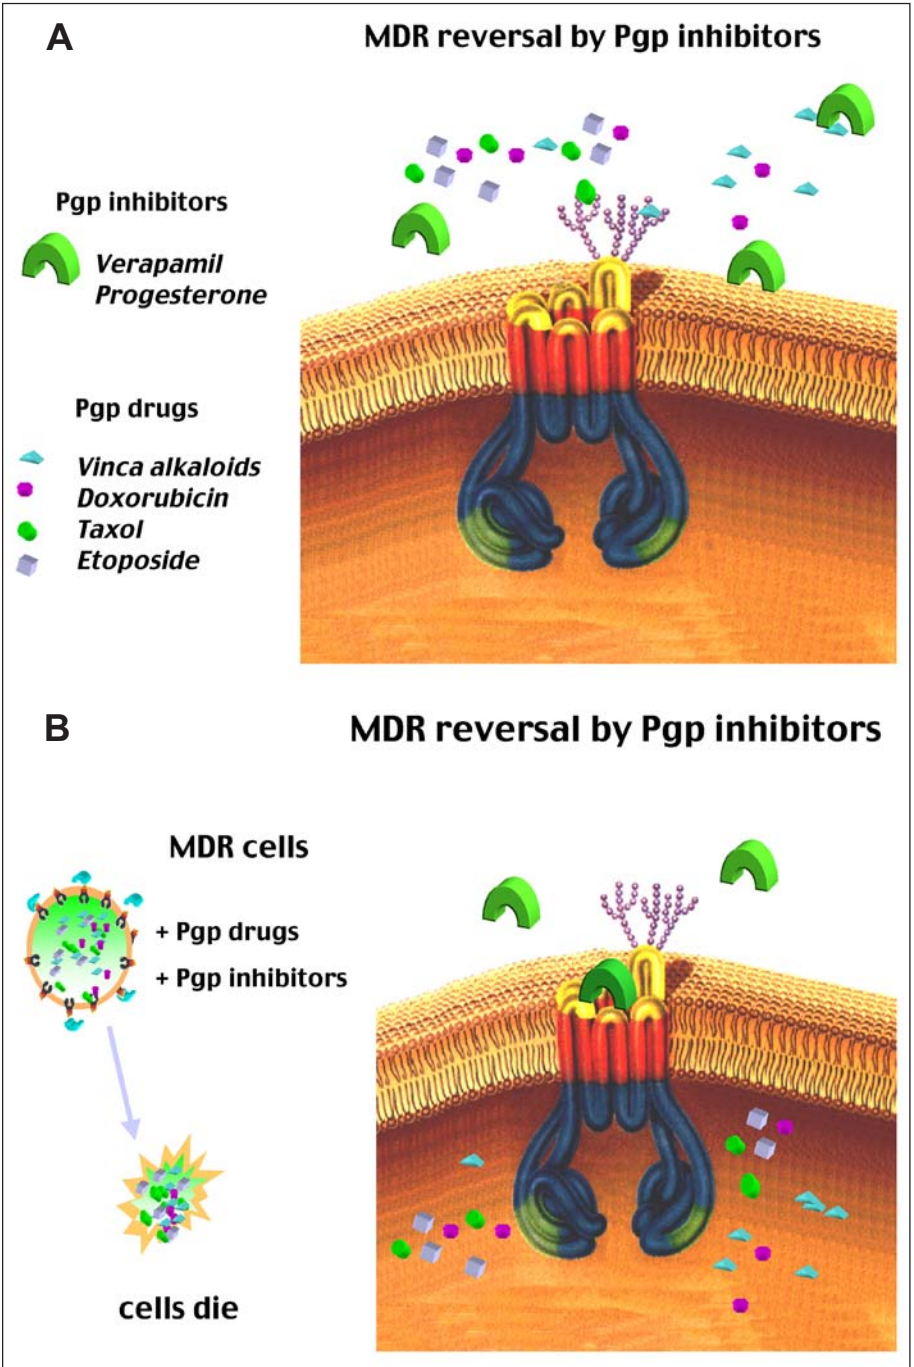 A
MDR reversal by Pgp inhibitors
Pgp inhibitors
Verapamil
Progesterone
Pgp drugs
Vinca alkaloids
Doxorubicin
Taxol
Etoposide
B
MDR reversal by Pgp inhibitors
MDR cells
+ Pgp drugs
+ Pgp inhibitors
cells die